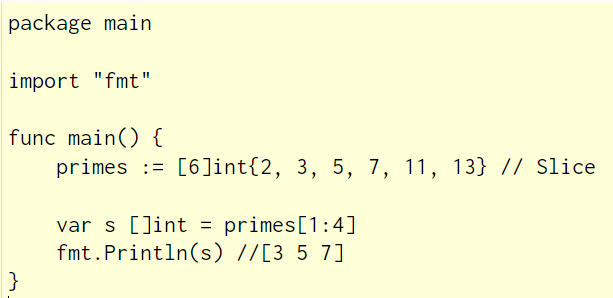 package main
import "fmt"
func main() {
primes := [6]int{2, 3, 5, 7, 11, 13} // Slice
var s []int = primes[1:4]
fmt.Println(s) //[3 5 7]
}